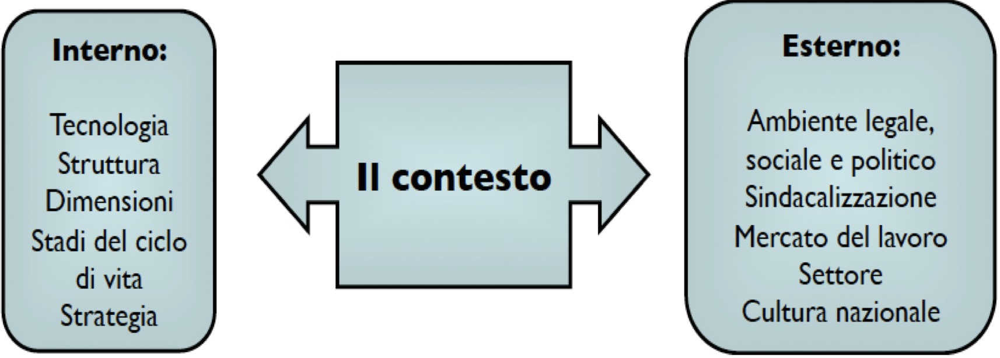 Interno:
Tecnologia
Struttura
Dimensioni
Stadi del ciclo
di vita
Strategia
Il contesto
Esterno:
Ambiente legale,
sociale e politico
Sindacalizzazione
Mercato del lavoro
Settore
Cultura nazionale